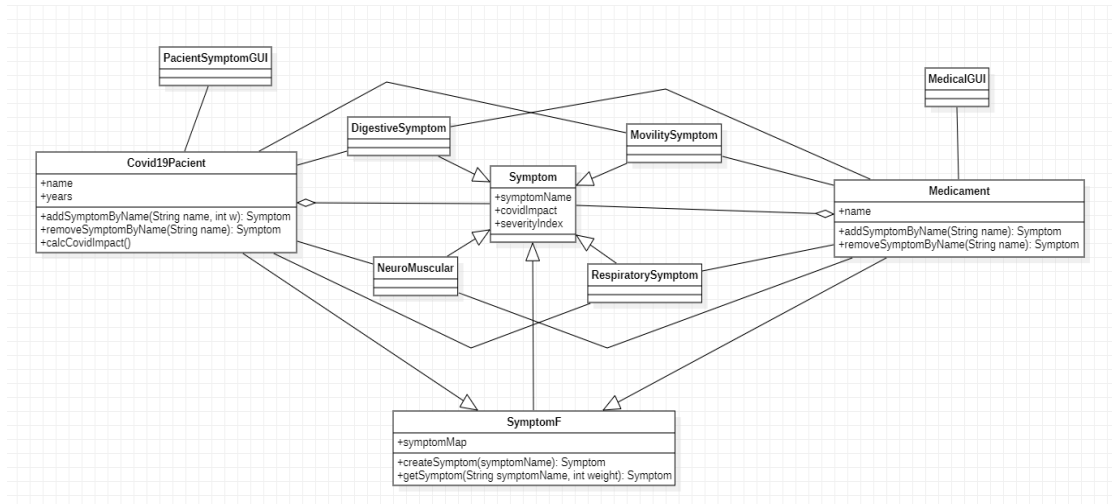 PacientSymptomGUI
MedicalGUI
DigestiveSymptom
MovilitySymptom
Covid19Pacient
+name
+years
+addSymptomByName(String name, int w): Symptom
+removeSymptomByName(String name): Symptom
+calcCovidImpact()
Symptom
+symptomName
+covidImpact
+severityIndex
Medicament
+name
+addSymptomByName(String name): Symptom
+removeSymptomByName(String name): Symptom
NeuroMuscular
RespiratorySymptom
SymptomF
+symptomMap
+createSymptom(symptomName): Symptom
+getSymptom(String symptomName, int weight): Symptom